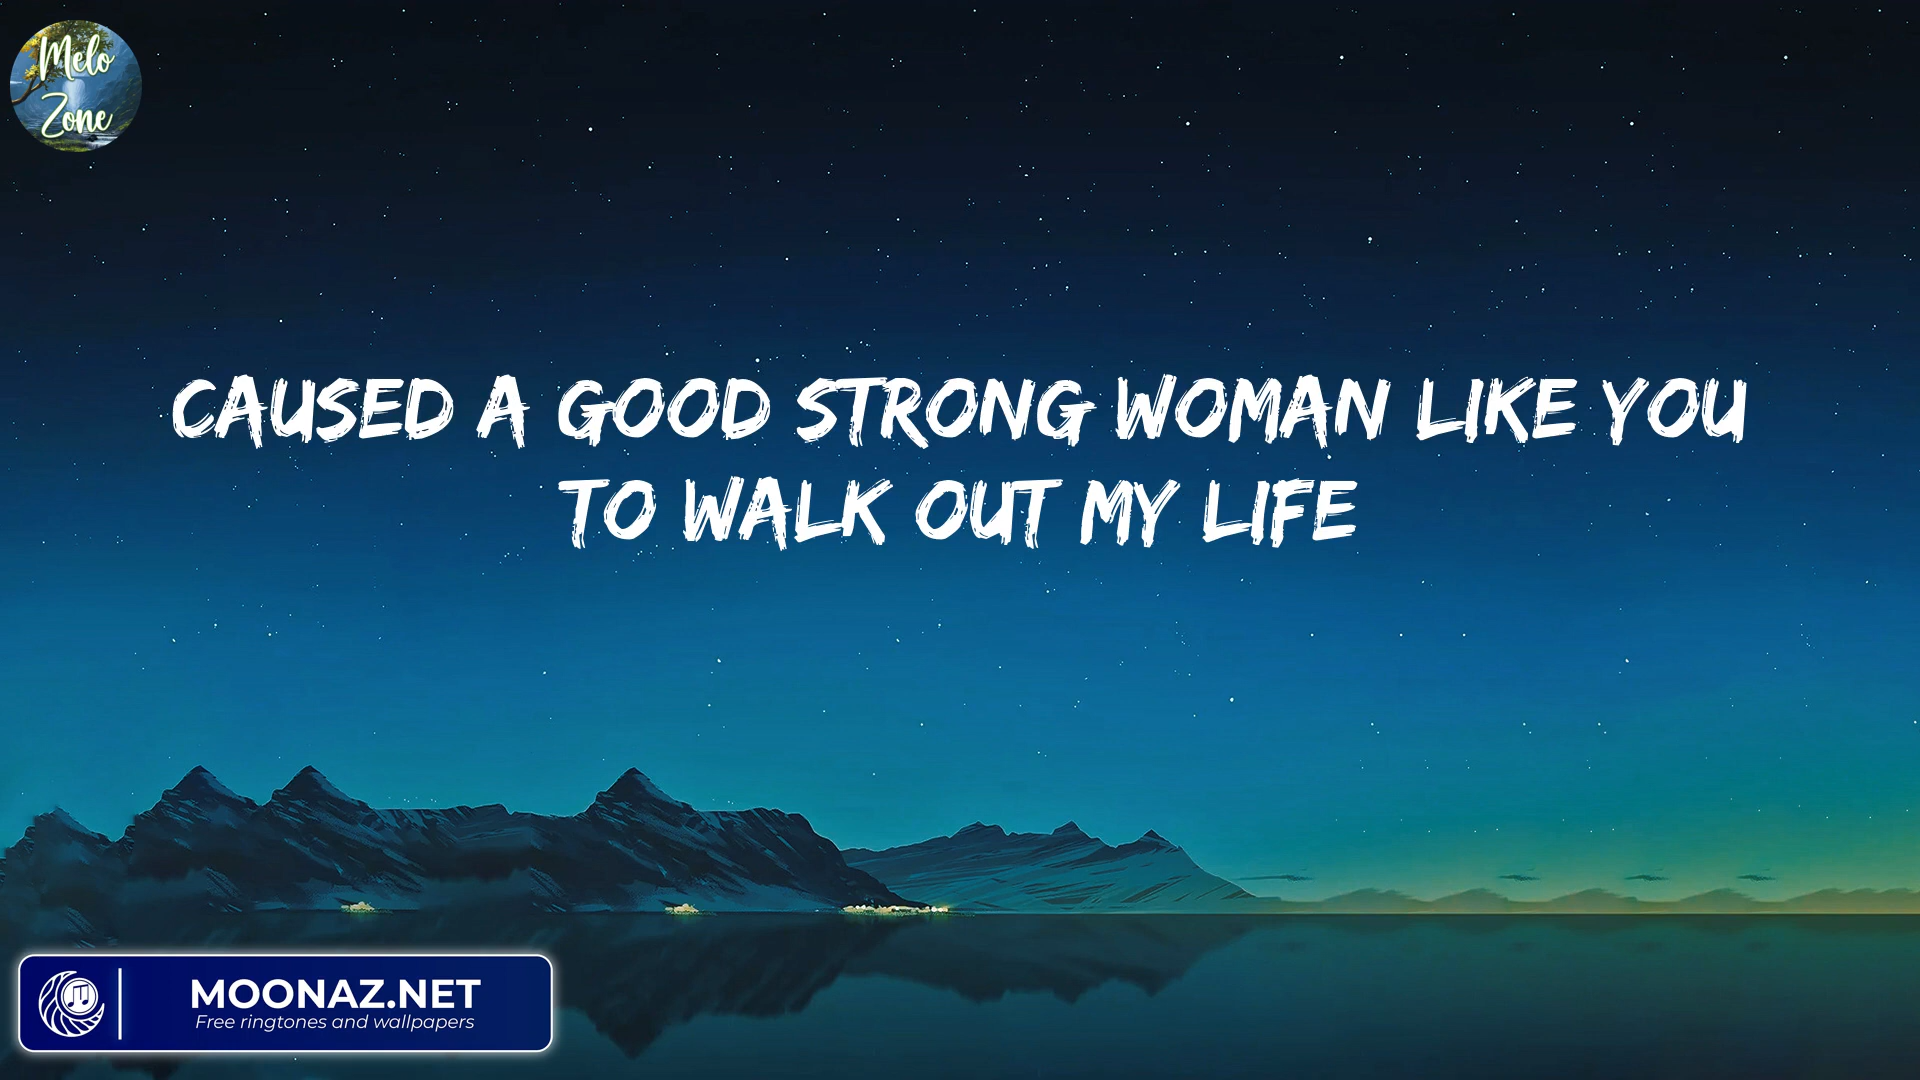 Melo
Zone
CAUSED A GOOD STRONG WOMAN LIKE YOU
TO WALK OUT MY LIFE
MOONAZ.NET
Free ringtones and wallpapers